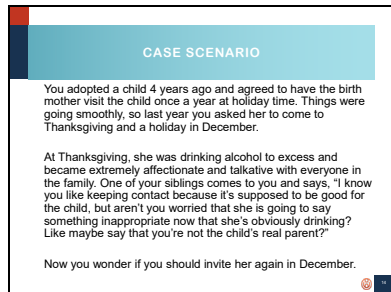 CASE SCENARIO
You adopted a child 4 years ago and agreed to have the birth
mother visit the child once a year at holiday time. Things were
going smoothly, so last year you asked her to come to
Thanksgiving and a holiday in December.
At Thanksgiving, she was drinking alcohol to excess and
became extremely affectionate and talkative with everyone in
the family. One of your siblings comes to you and says, “I know
you like keeping contact because it’s supposed to be good for
the child, but aren’t you worried that she is going to say
something inappropriate now that she’s obviously drinking?
Like maybe say that you’re not the child’s real parent?”
Now you wonder if you should invite her again in December.